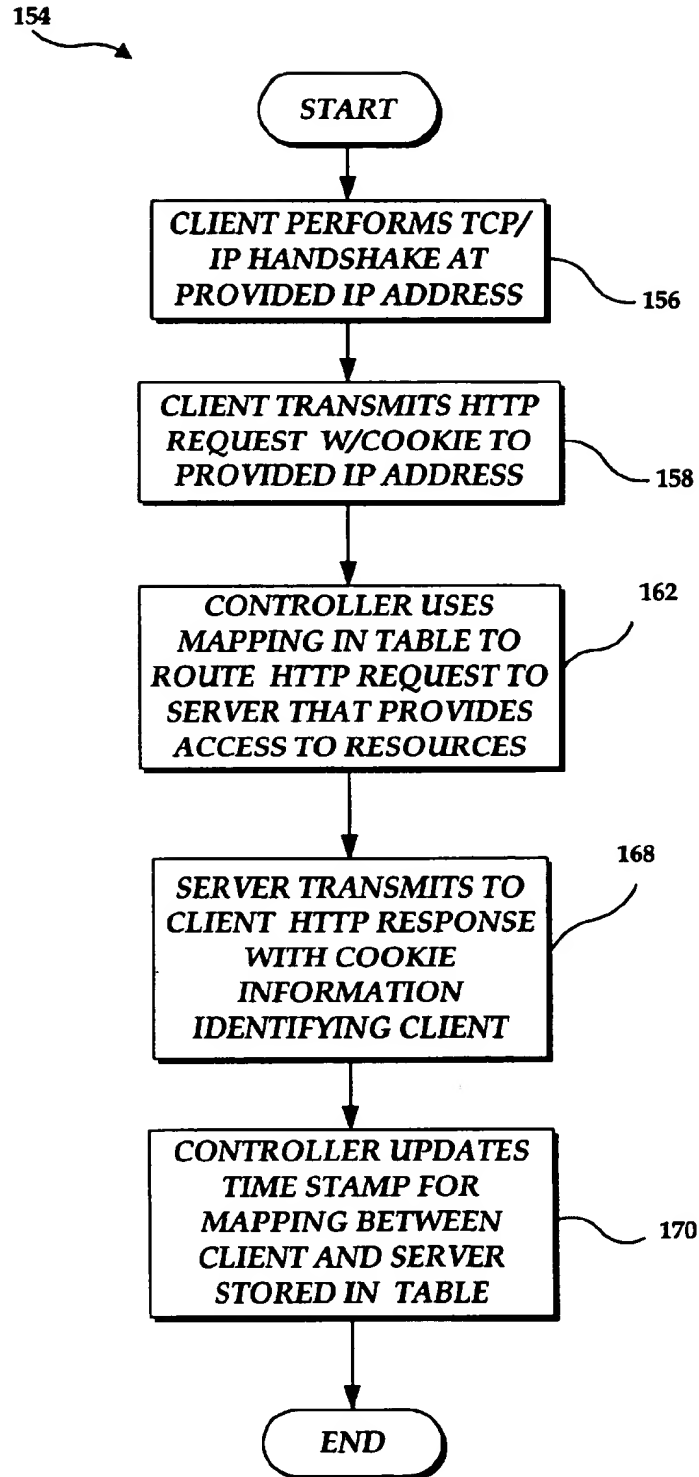 154
START
CLIENT PERFORMS TCP/
IP HANDSHAKE AT
PROVIDED IP ADDRESS
156
CLIENT TRANSMITS HTTP
REQUEST W/COOKIE TO
PROVIDED IP ADDRESS
158
CONTROLLER USES
MAPPING IN TABLE TO
ROUTE HTTP REQUEST TO
SERVER THAT PROVIDES
ACCESS TO RESOURCES
162
SERVER TRANSMITS TO
CLIENT HTTP RESPONSE
WITH COOKIE
INFORMATION
IDENTIFYING CLIENT
168
CONTROLLER UPDATES
TIME STAMP FOR
MAPPING BETWEEN
CLIENT AND SERVER
STORED IN TABLE
170
END